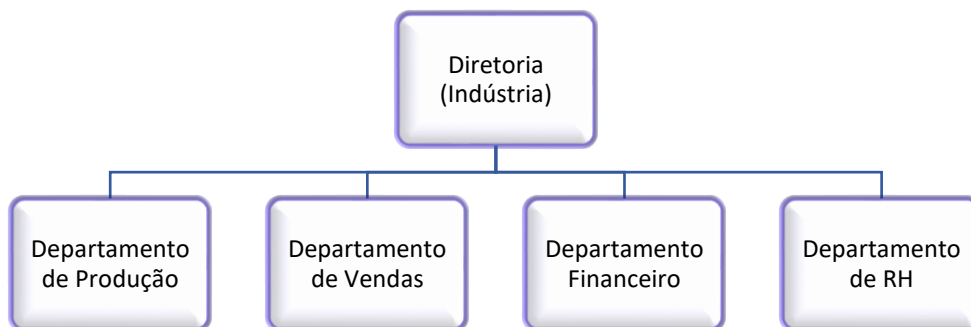 Diretoria
(Indústria)
Departamento
de Produção
Departamento
de Vendas
Departamento
Financeiro
Departamento
de RH